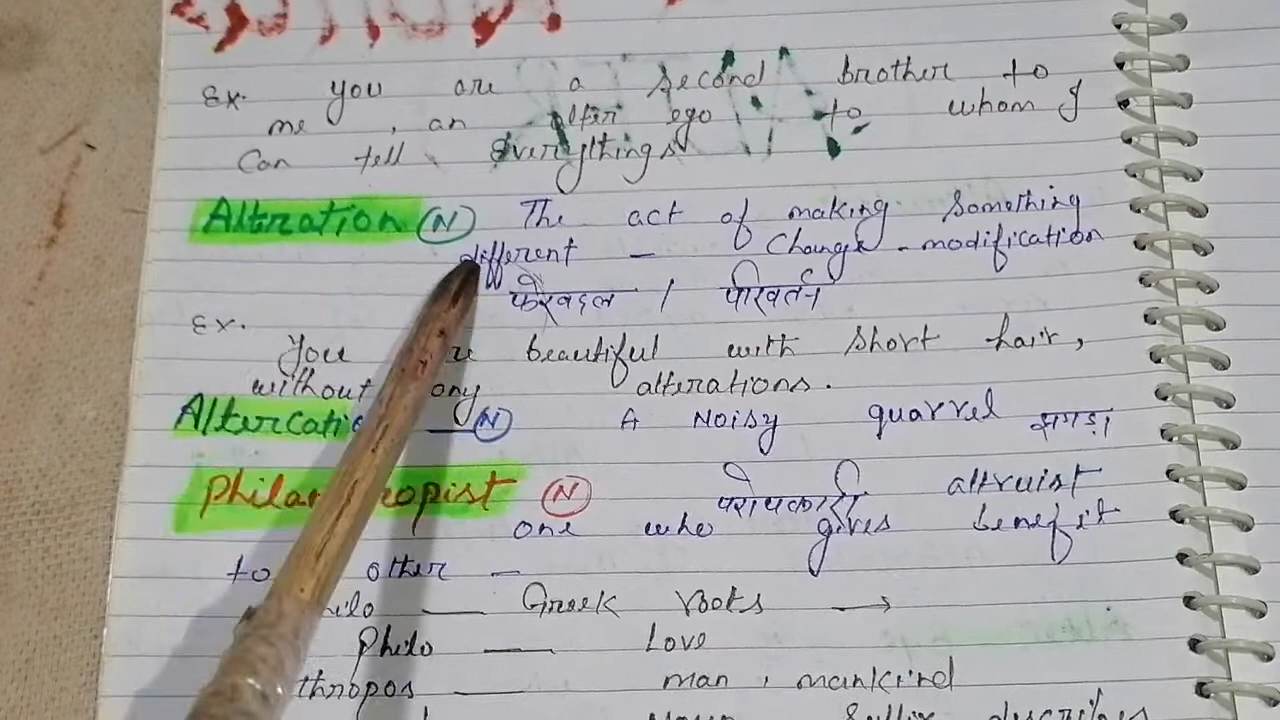 Ex. you are a second brother to
me, an alter ego to whom I
Can tell everythings
Alteration (N) The act of making something
different - Change - modification
फेरबदल / परिवर्तन
Ex.
You beautiful with short hair,
without any alterations.
Altercati (N) A Noisy quarrel झगड़ा
Philanthropist (N) परोपकारी altruist
one who gives benefit
to other -
Greek roots →
Philo — Love
thropos — man, mankind